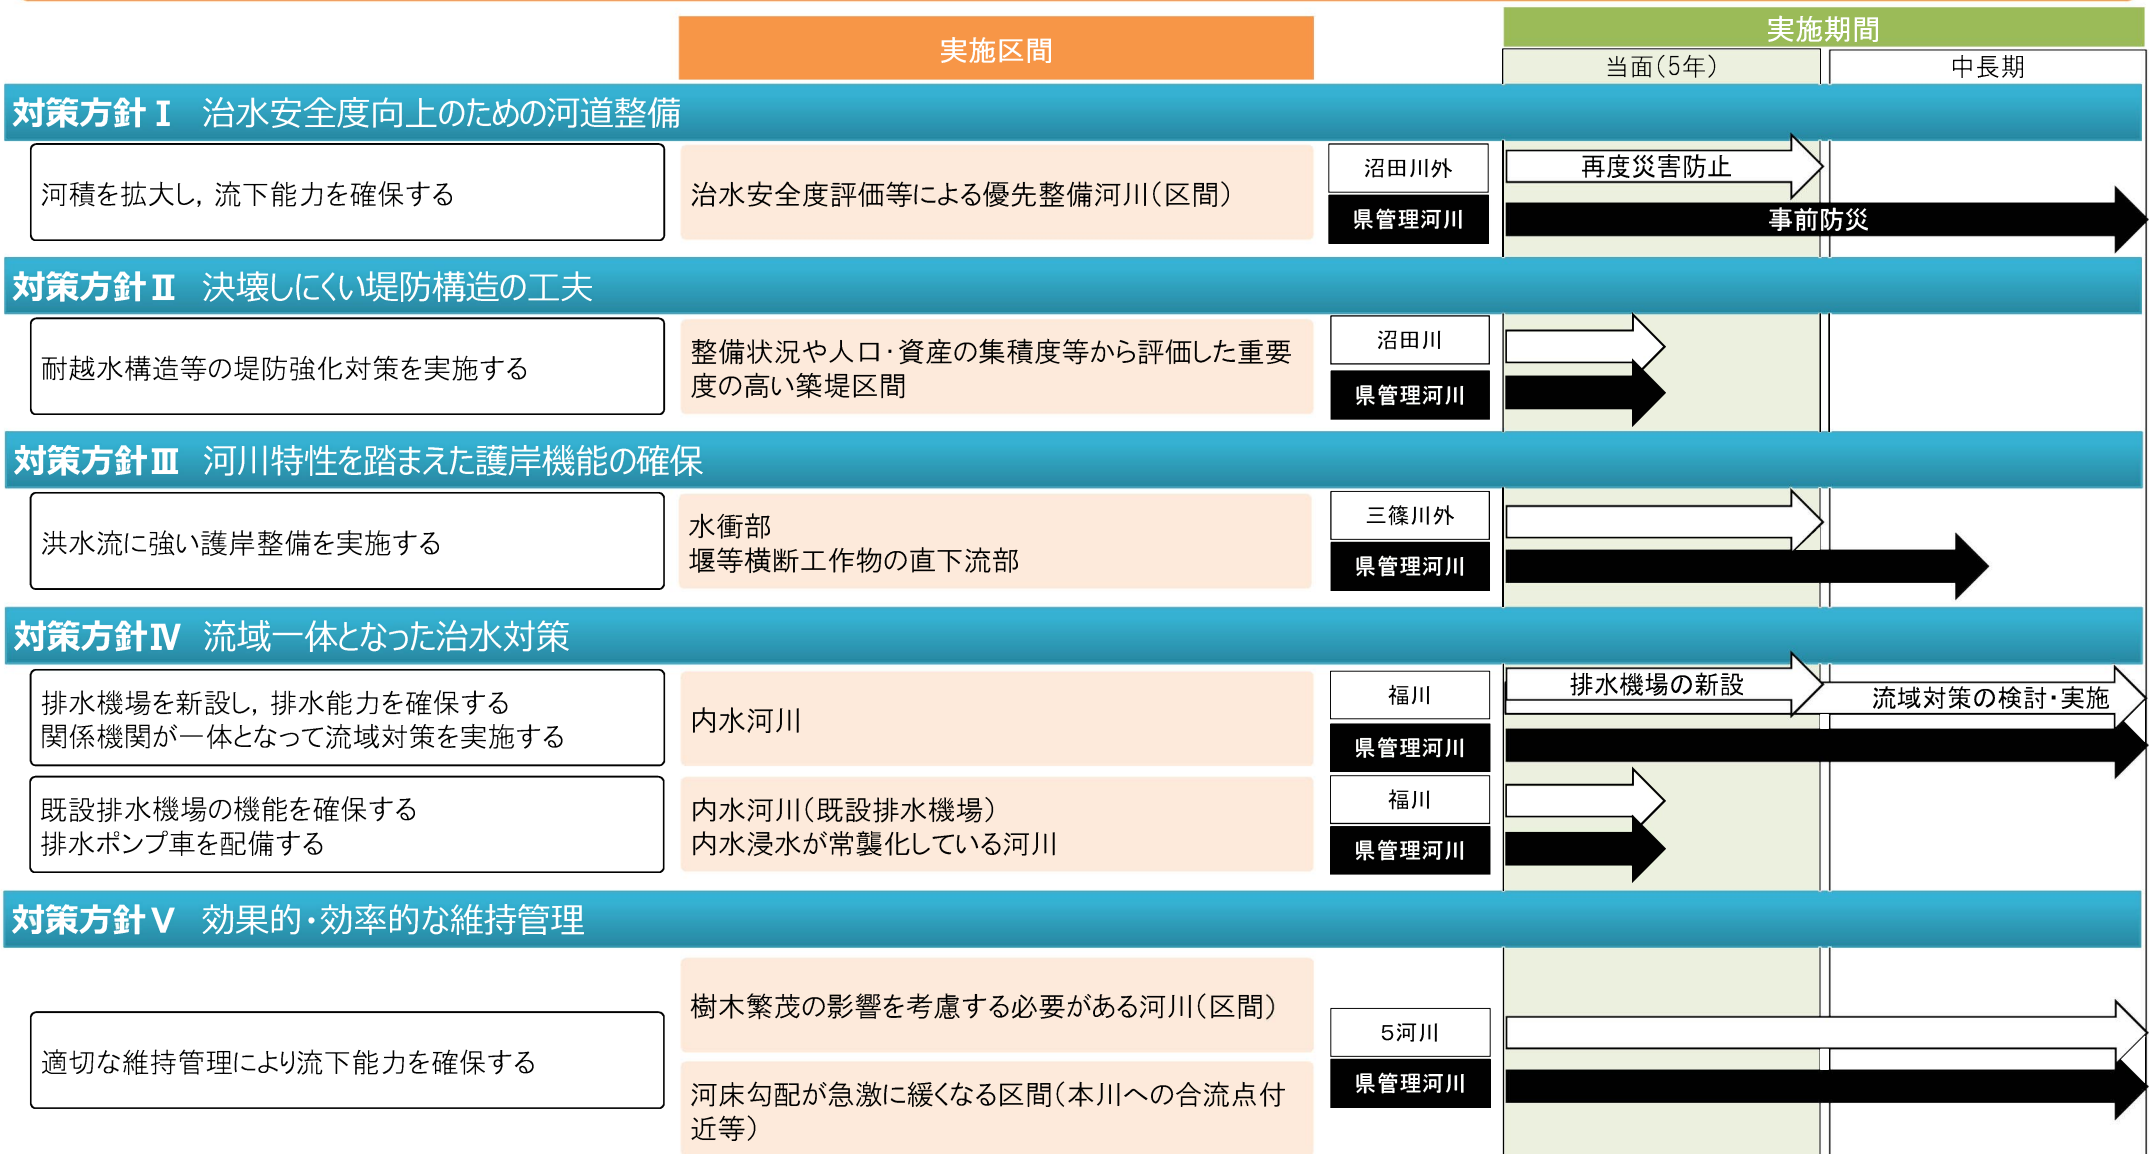 実施区間
実施期間
当面(5年)
中長期
対策方針Ⅰ 治水安全度向上のための河道整備
河積を拡大し，流下能力を確保する
治水安全度評価等による優先整備河川(区間)
沼田川外
再度災害防止
県管理河川
事前防災
対策方針Ⅱ 決壊しにくい堤防構造の工夫
耐越水構造等の堤防強化対策を実施する
整備状況や人口・資産の集積度等から評価した重要
度の高い築堤区間
沼田川
県管理河川
対策方針Ⅲ 河川特性を踏まえた護岸機能の確保
洪水流に強い護岸整備を実施する
水衝部
堰等横断工作物の直下流部
三篠川外
県管理河川
対策方針Ⅳ 流域一体となった治水対策
排水機場を新設し，排水能力を確保する
関係機関が一体となって流域対策を実施する
内水河川
福川
排水機場の新設
流域対策の検討・実施
県管理河川
既設排水機場の機能を確保する
排水ポンプ車を配備する
内水河川(既設排水機場)
内水浸水が常襲化している河川
福川
県管理河川
対策方針Ⅴ 効果的・効率的な維持管理
適切な維持管理により流下能力を確保する
樹木繁茂の影響を考慮する必要がある河川(区間)
河床勾配が急激に緩くなる区間(本川への合流点付
近等)
5河川
県管理河川